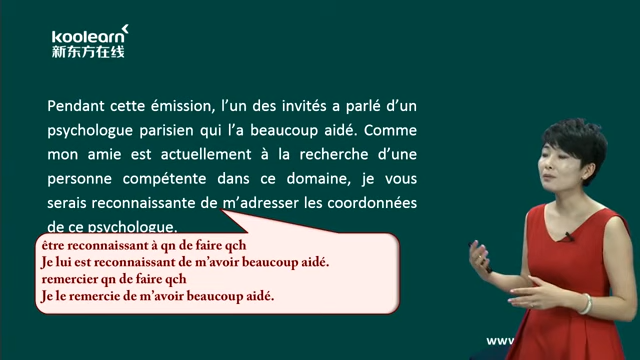 koolearn
新东方在线
Pendant cette émission, l’un des invités a parlé d’un
psychologue parisien qui l’a beaucoup aidé. Comme
mon amie est actuellement à la recherche d’une
personne compétente dans ce domaine, je vous
serais reconnaissante de m’adresser les coordonnées
de ce psychologue.
être reconnaissant à qn de faire qch
Je lui est reconnaissant de m’avoir beaucoup aidé.
remercier qn de faire qch
Je le remercie de m’avoir beaucoup aidé.
www.